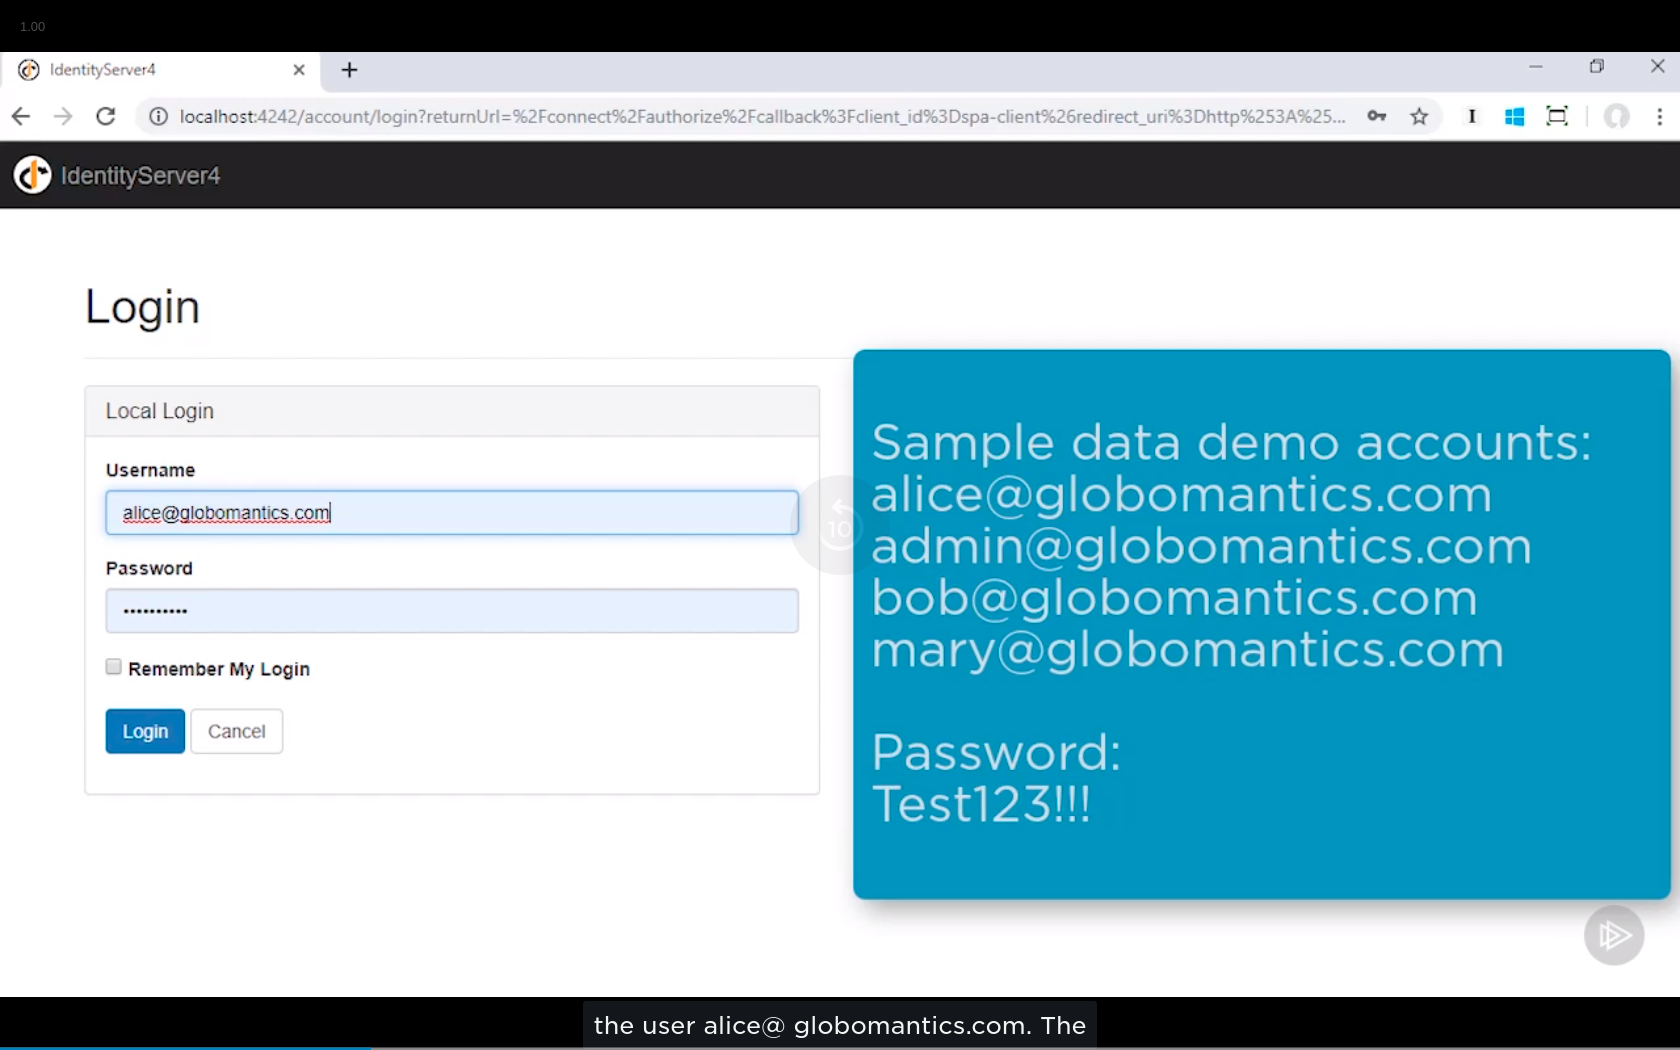 1.00
IdentityServer4
localhost:4242/account/login?returnUrl=%2Fconnect%2Fauthorize%2Fcallback%3Fclient_id%3Dspa-client%26redirect_uri%3Dhttp%253A%25...
IdentityServer4
Login
Local Login
Username
alice@globomantics.com
Password
••••••••••
Remember My Login
Login Cancel
10
Sample data demo accounts:
alice@globomantics.com
admin@globomantics.com
bob@globomantics.com
mary@globomantics.com
Password:
Test123!!!
the user alice@ globomantics.com. The